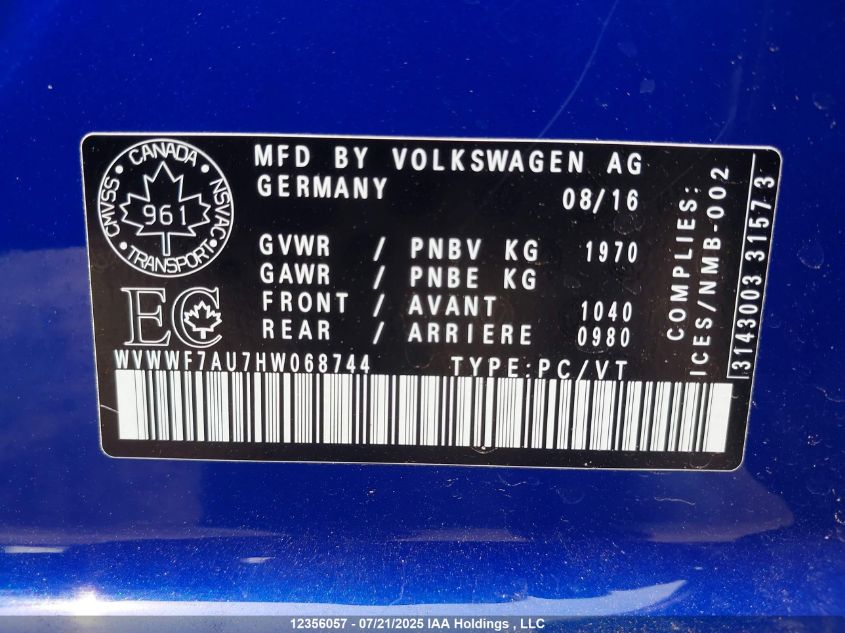 CANADA
CMVSS
NSVAC
961
TRANSPORT
MFD BY VOLKSWAGEN AG
GERMANY 08/16
GVWR / PNBV KG 1970
GAWR / PNBE KG
FRONT / AVANT 1040
REAR / ARRIERE 0980
EC
WVWWF7AU7HW068744 TYPE:PC/VT
COMPLIES:
ICES/NMB-002
3143003 3157 3
12356057 - 07/21/2025 IAA Holdings , LLC